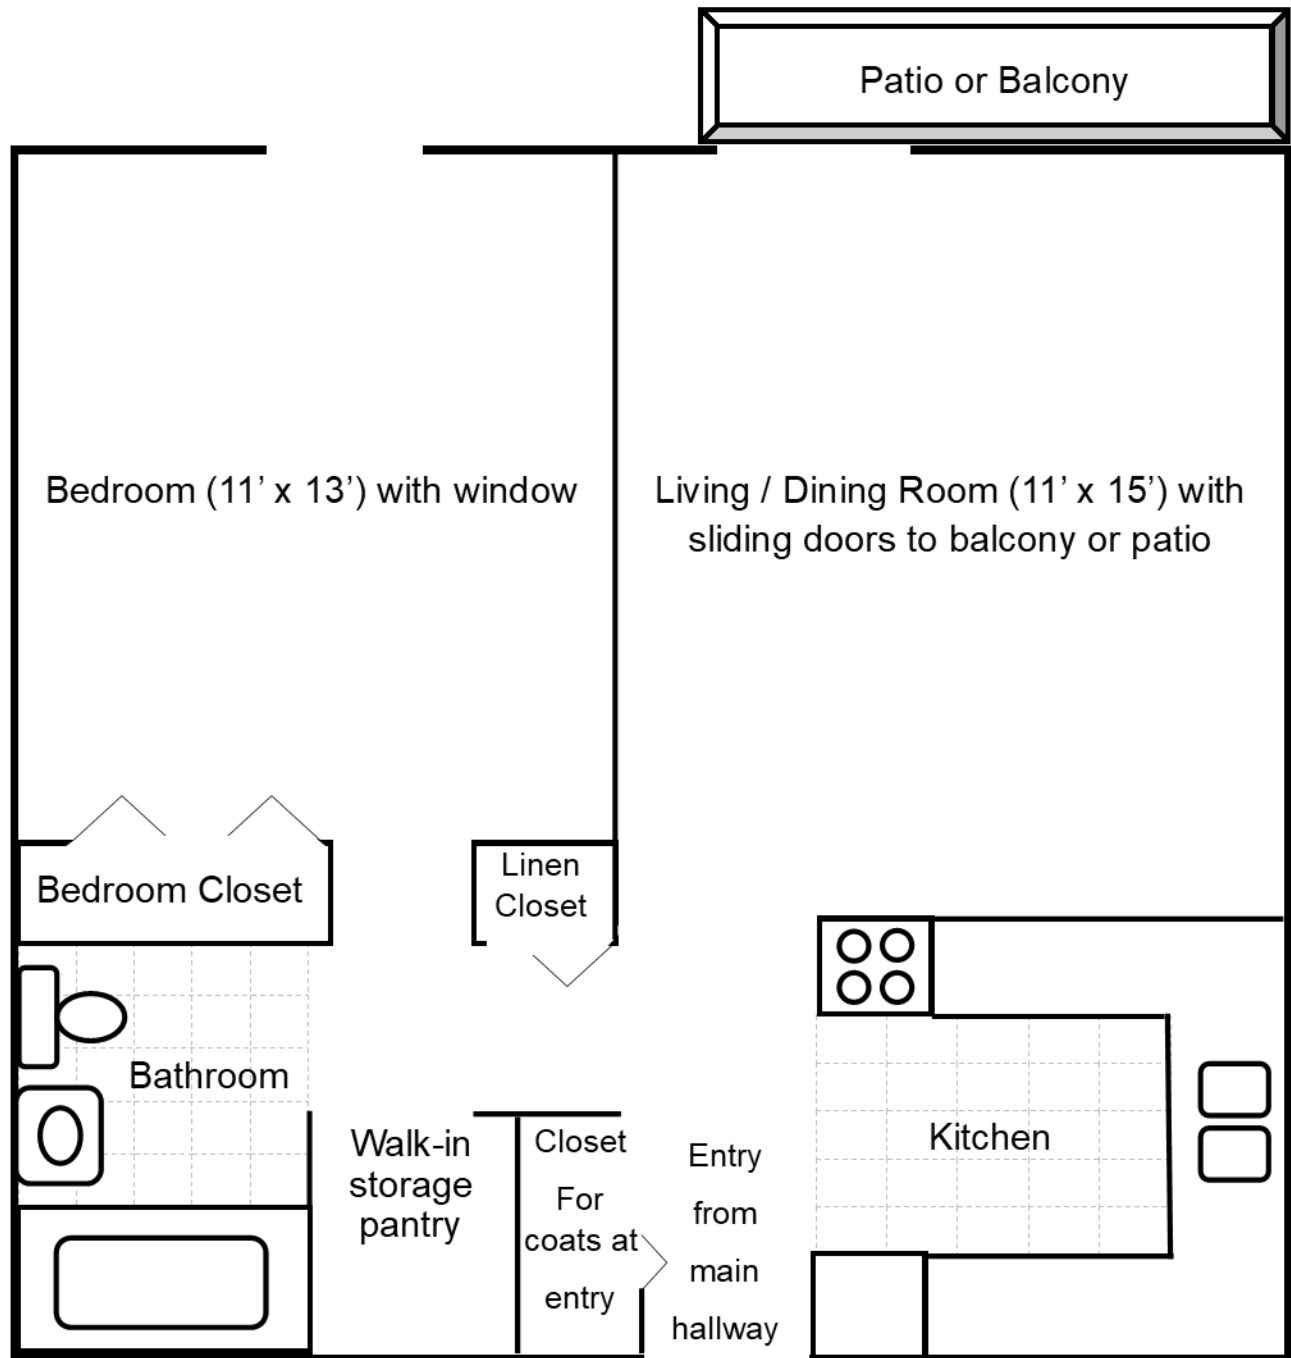 Patio or Balcony
Bedroom (11’ x 13’) with window
Living / Dining Room (11’ x 15’) with
sliding doors to balcony or patio
Bedroom Closet
Linen
Closet
Bathroom
Walk-in
storage
pantry
Closet
For
coats at
entry
Entry
from
main
hallway
Kitchen